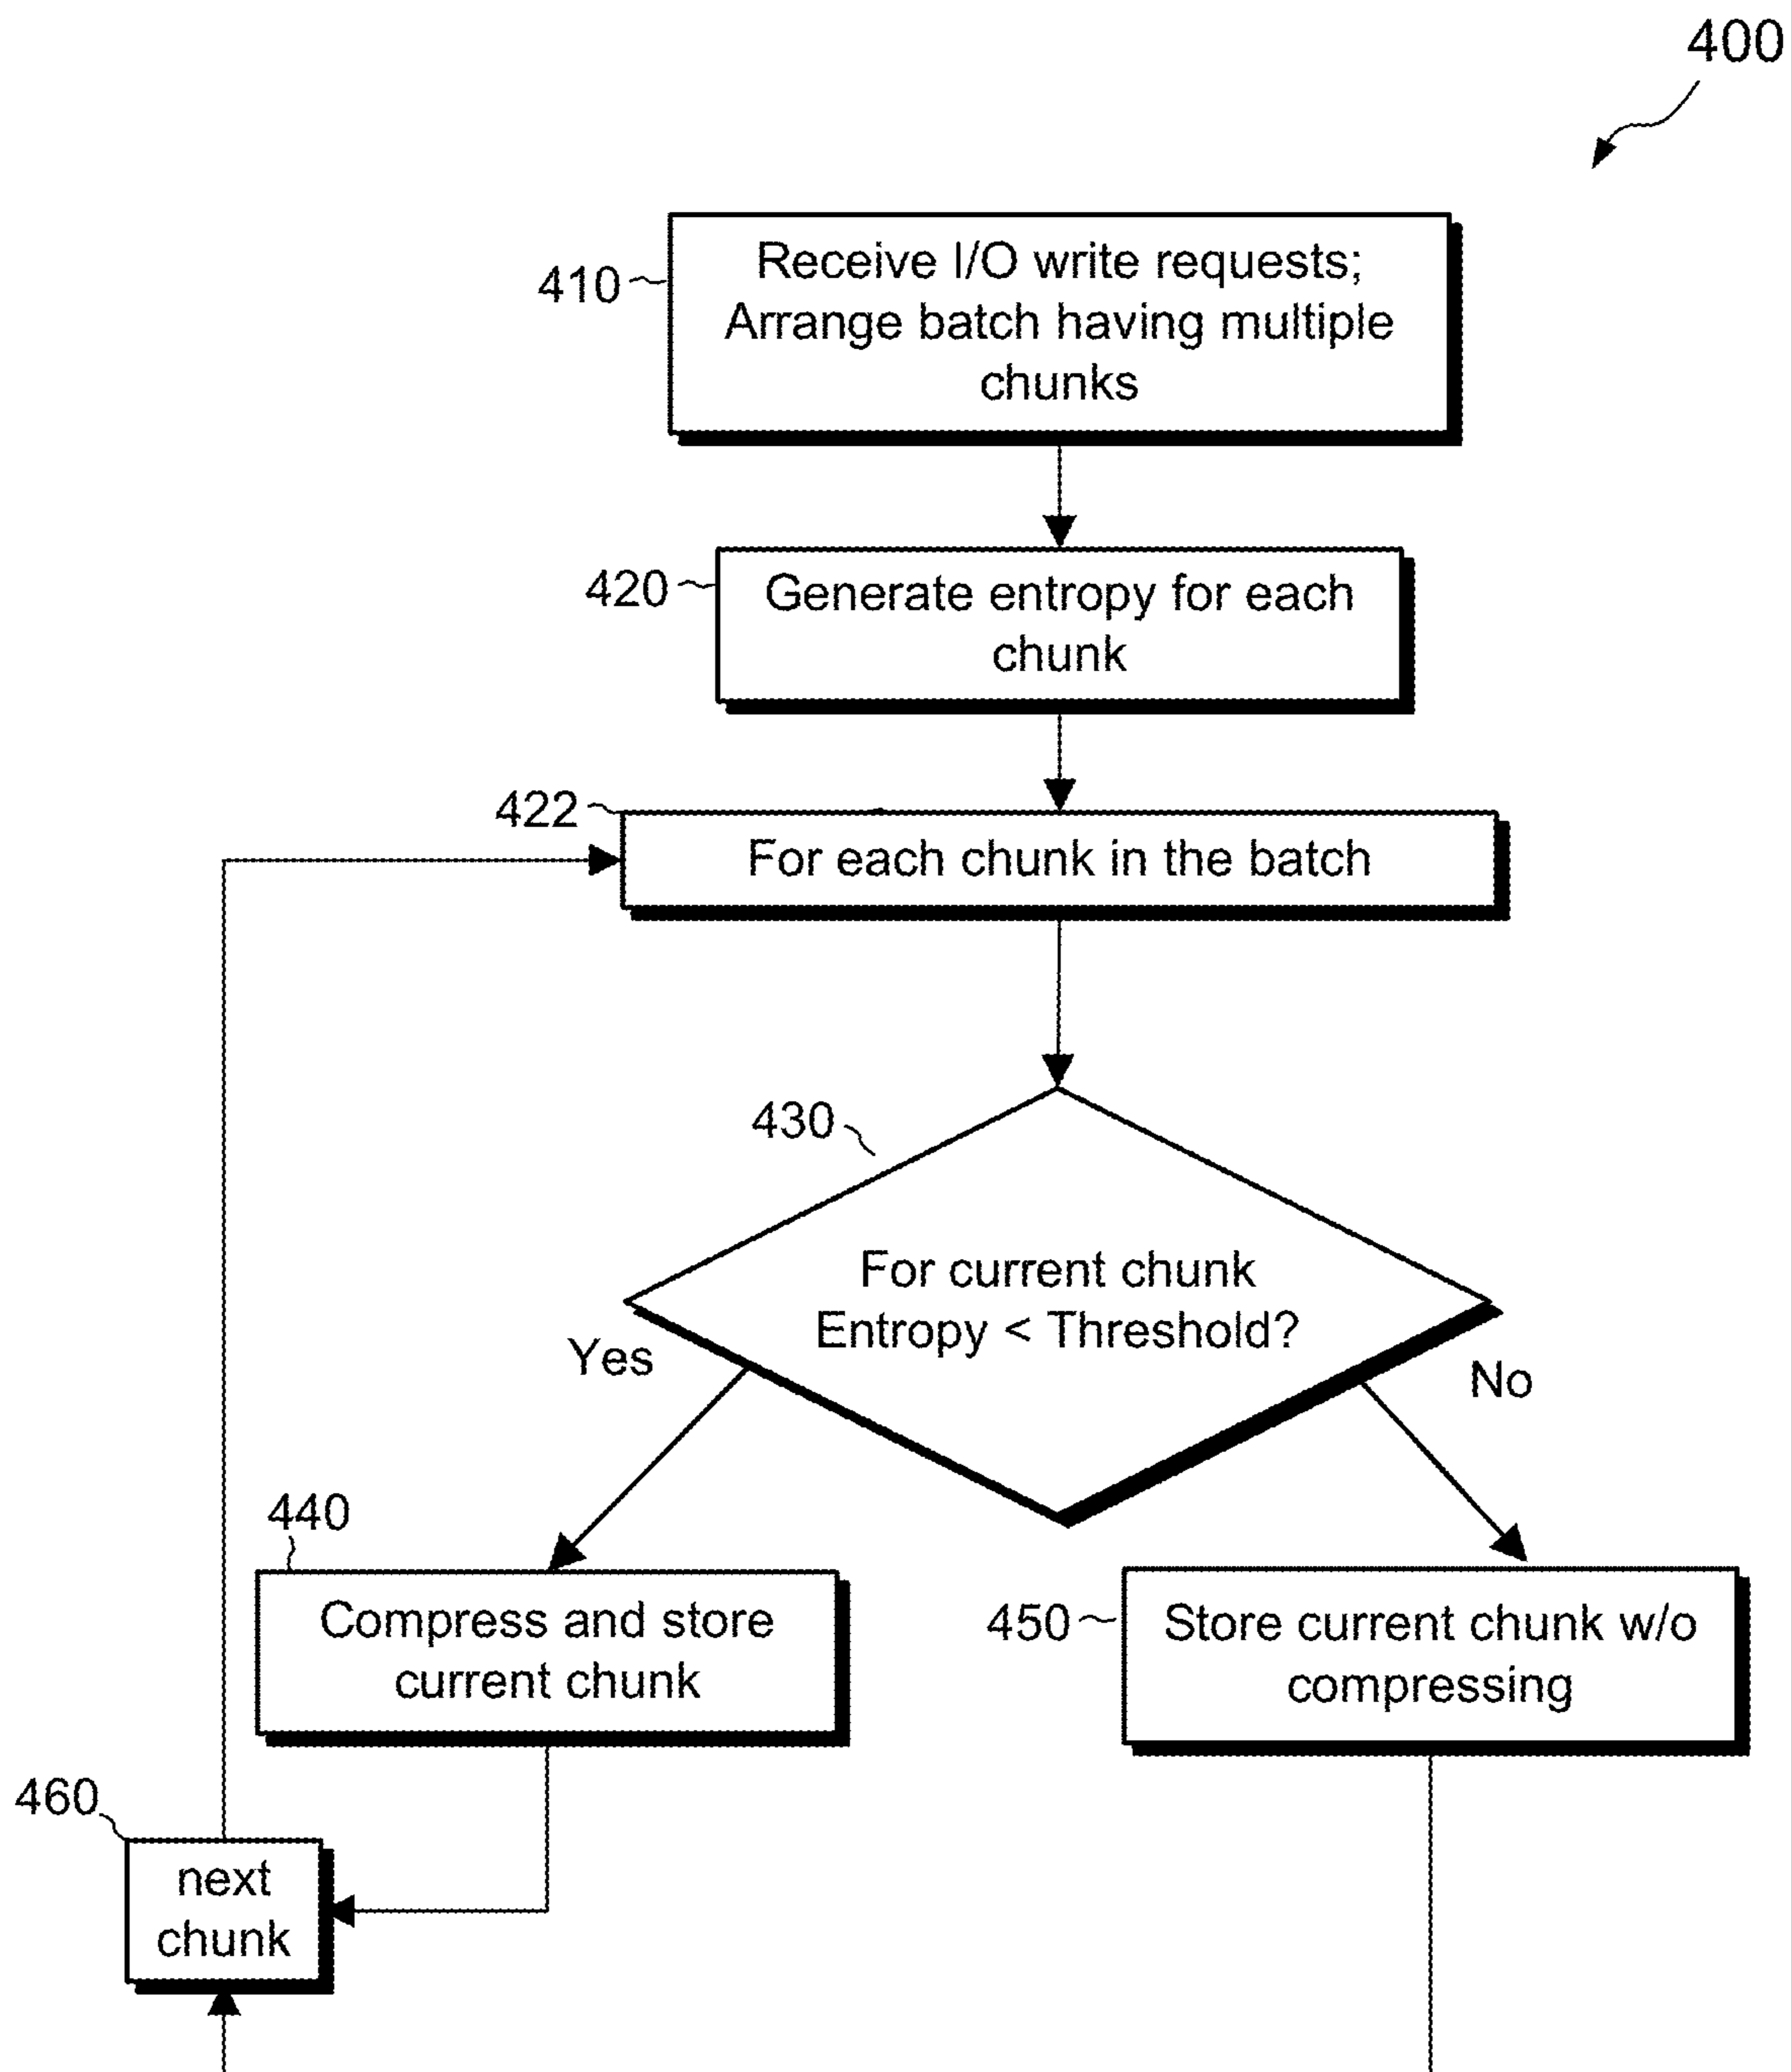 400
410
Receive I/O write requests;
Arrange batch having multiple
chunks
420
Generate entropy for each
chunk
422
For each chunk in the batch
430
For current chunk
Entropy < Threshold?
Yes
No
440
Compress and store
current chunk
450
Store current chunk w/o
compressing
460
next
chunk